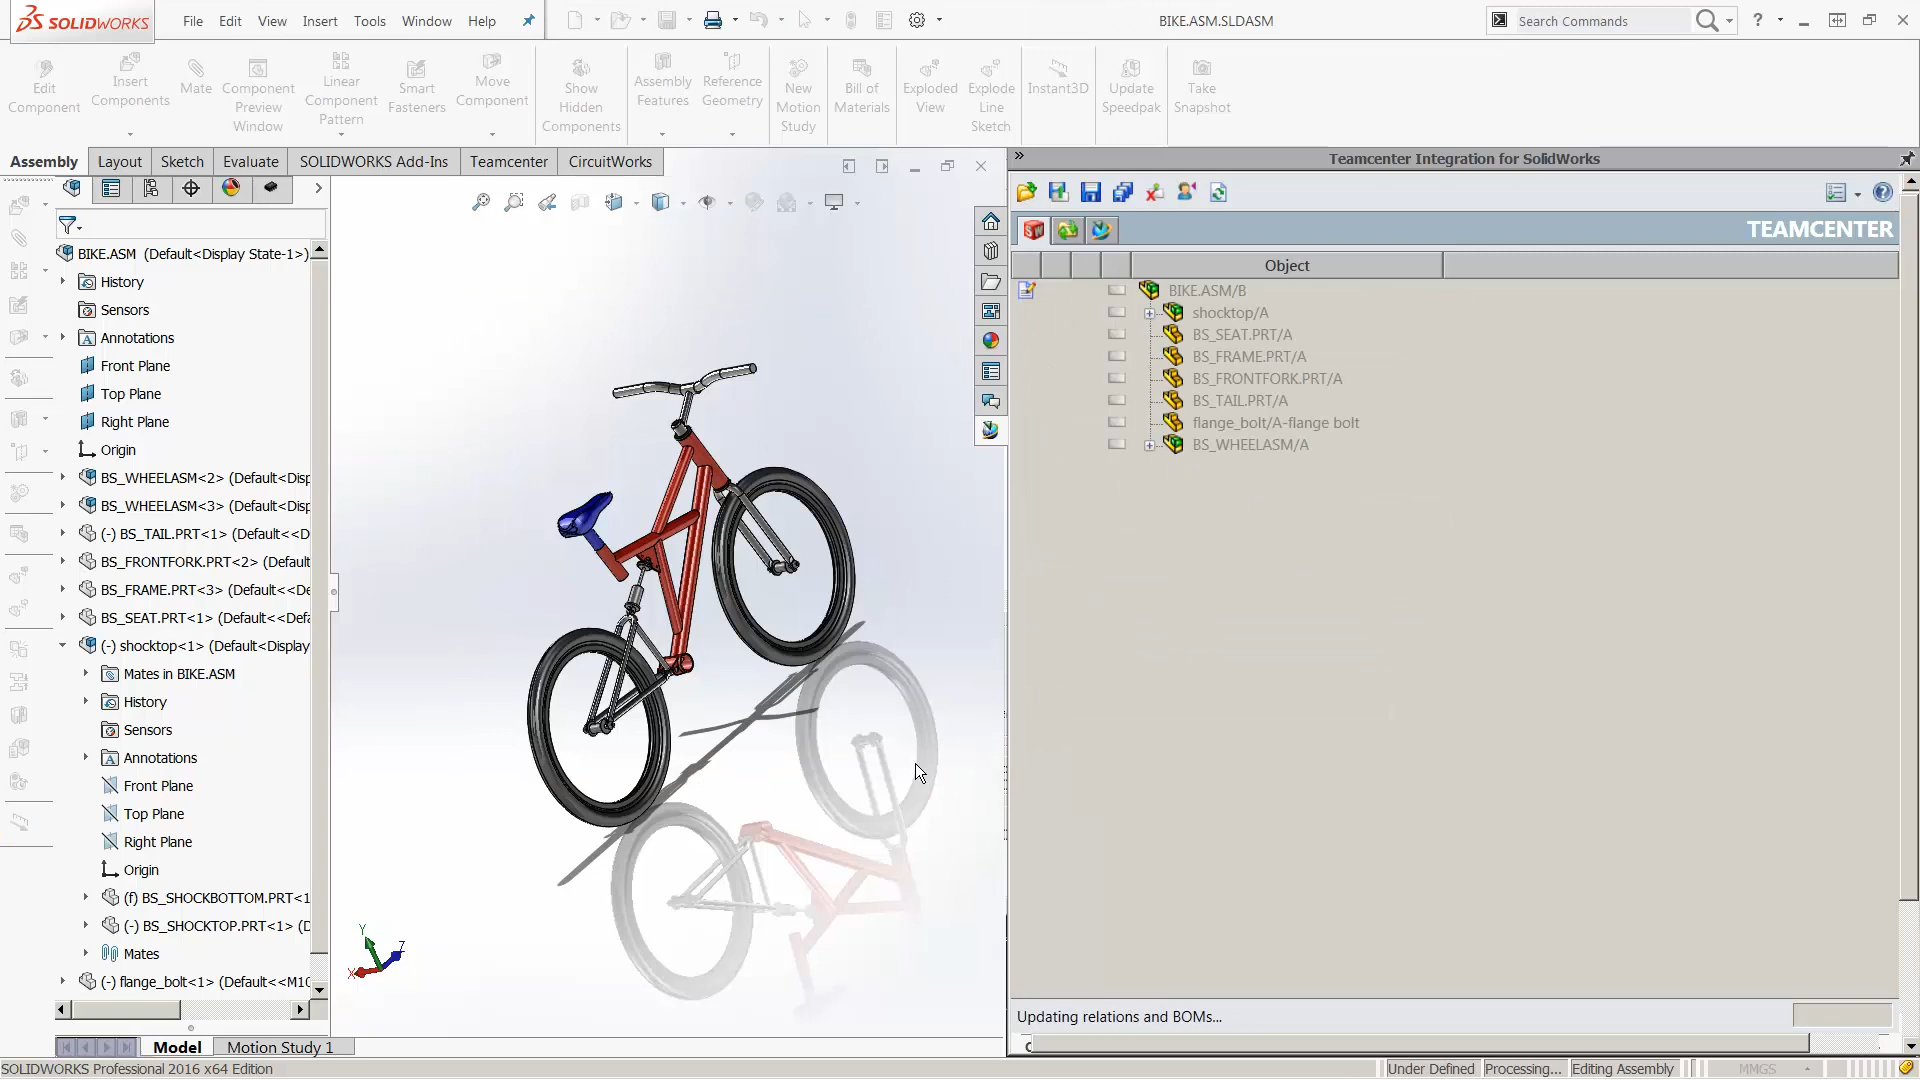 SOLIDWORKS
File Edit View Insert Tools Window Help
BIKE.ASM.SLDASM
Search Commands
?
Edit Component
Insert Components
Mate
Component Preview Window
Linear Component Pattern
Smart Fasteners
Move Component
Show Hidden Components
Assembly Features
Reference Geometry
New Motion Study
Bill of Materials
Exploded View
Explode Line Sketch
Instant3D
Update Speedpak
Take Snapshot
Assembly Layout Sketch Evaluate SOLIDWORKS Add-Ins Teamcenter CircuitWorks
BIKE.ASM (Default<Display State-1>)
History
Sensors
Annotations
Front Plane
Top Plane
Right Plane
Origin
BS_WHEELASM<2> (Default<Disp
BS_WHEELASM<3> (Default<Disp
(-) BS_TAIL.PRT<1> (Default<<D
BS_FRONTFORK.PRT<2> (Default
BS_FRAME.PRT<3> (Default<<De
BS_SEAT.PRT<1> (Default<<Defa
(-) shocktop<1> (Default<Display
Mates in BIKE.ASM
History
Sensors
Annotations
Front Plane
Top Plane
Right Plane
Origin
(f) BS_SHOCKBOTTOM.PRT<1
(-) BS_SHOCKTOP.PRT<1> (D
Mates
(-) flange_bolt<1> (Default<<M10
Y
Z
X
Model Motion Study 1
Teamcenter Integration for SolidWorks
SW
TEAMCENTER
Object
BIKE.ASM/B
shocktop/A
BS_SEAT.PRT/A
BS_FRAME.PRT/A
BS_FRONTFORK.PRT/A
BS_TAIL.PRT/A
flange_bolt/A-flange bolt
BS_WHEELASM/A
Updating relations and BOMs...
SOLIDWORKS Professional 2016 x64 Edition
Under Defined Processing... Editing Assembly MMGS